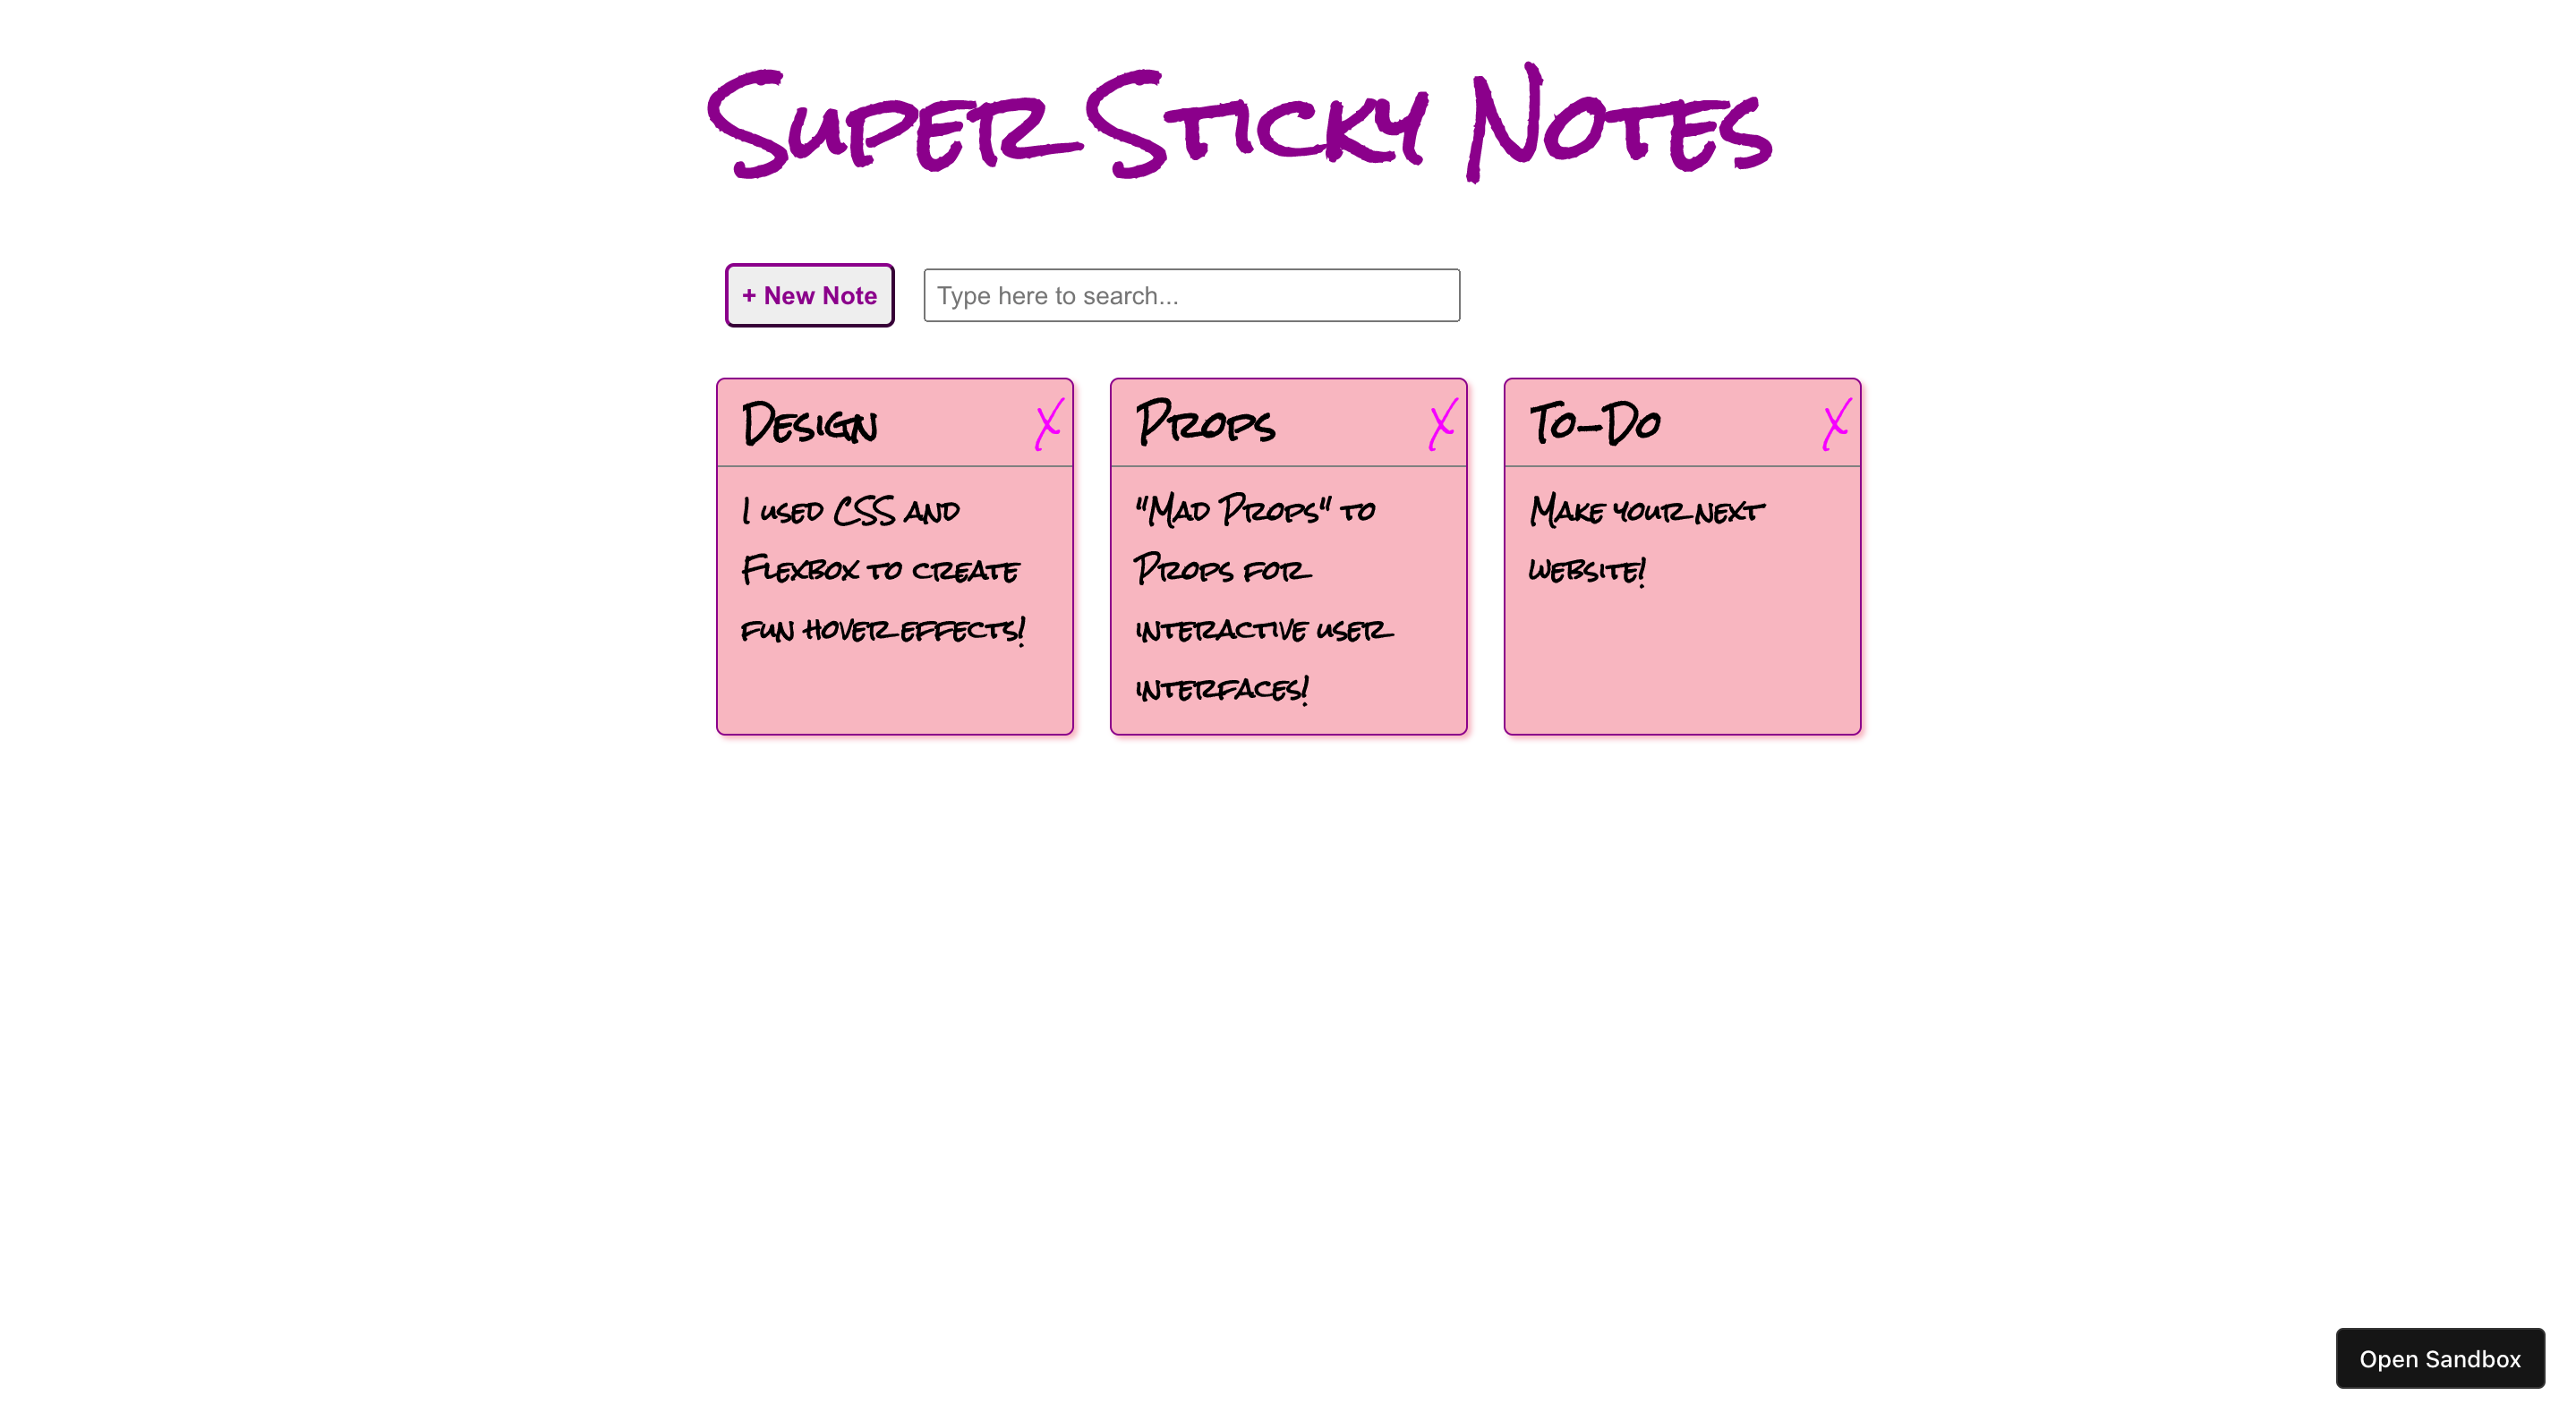 Super Sticky Notes
+ New Note
Type here to search...
Design X
I used CSS and
Flexbox to create
fun hover effects!
Props X
"Mad Props" to
Props for
interactive user
interfaces!
To-Do X
Make your next
website!
Open Sandbox